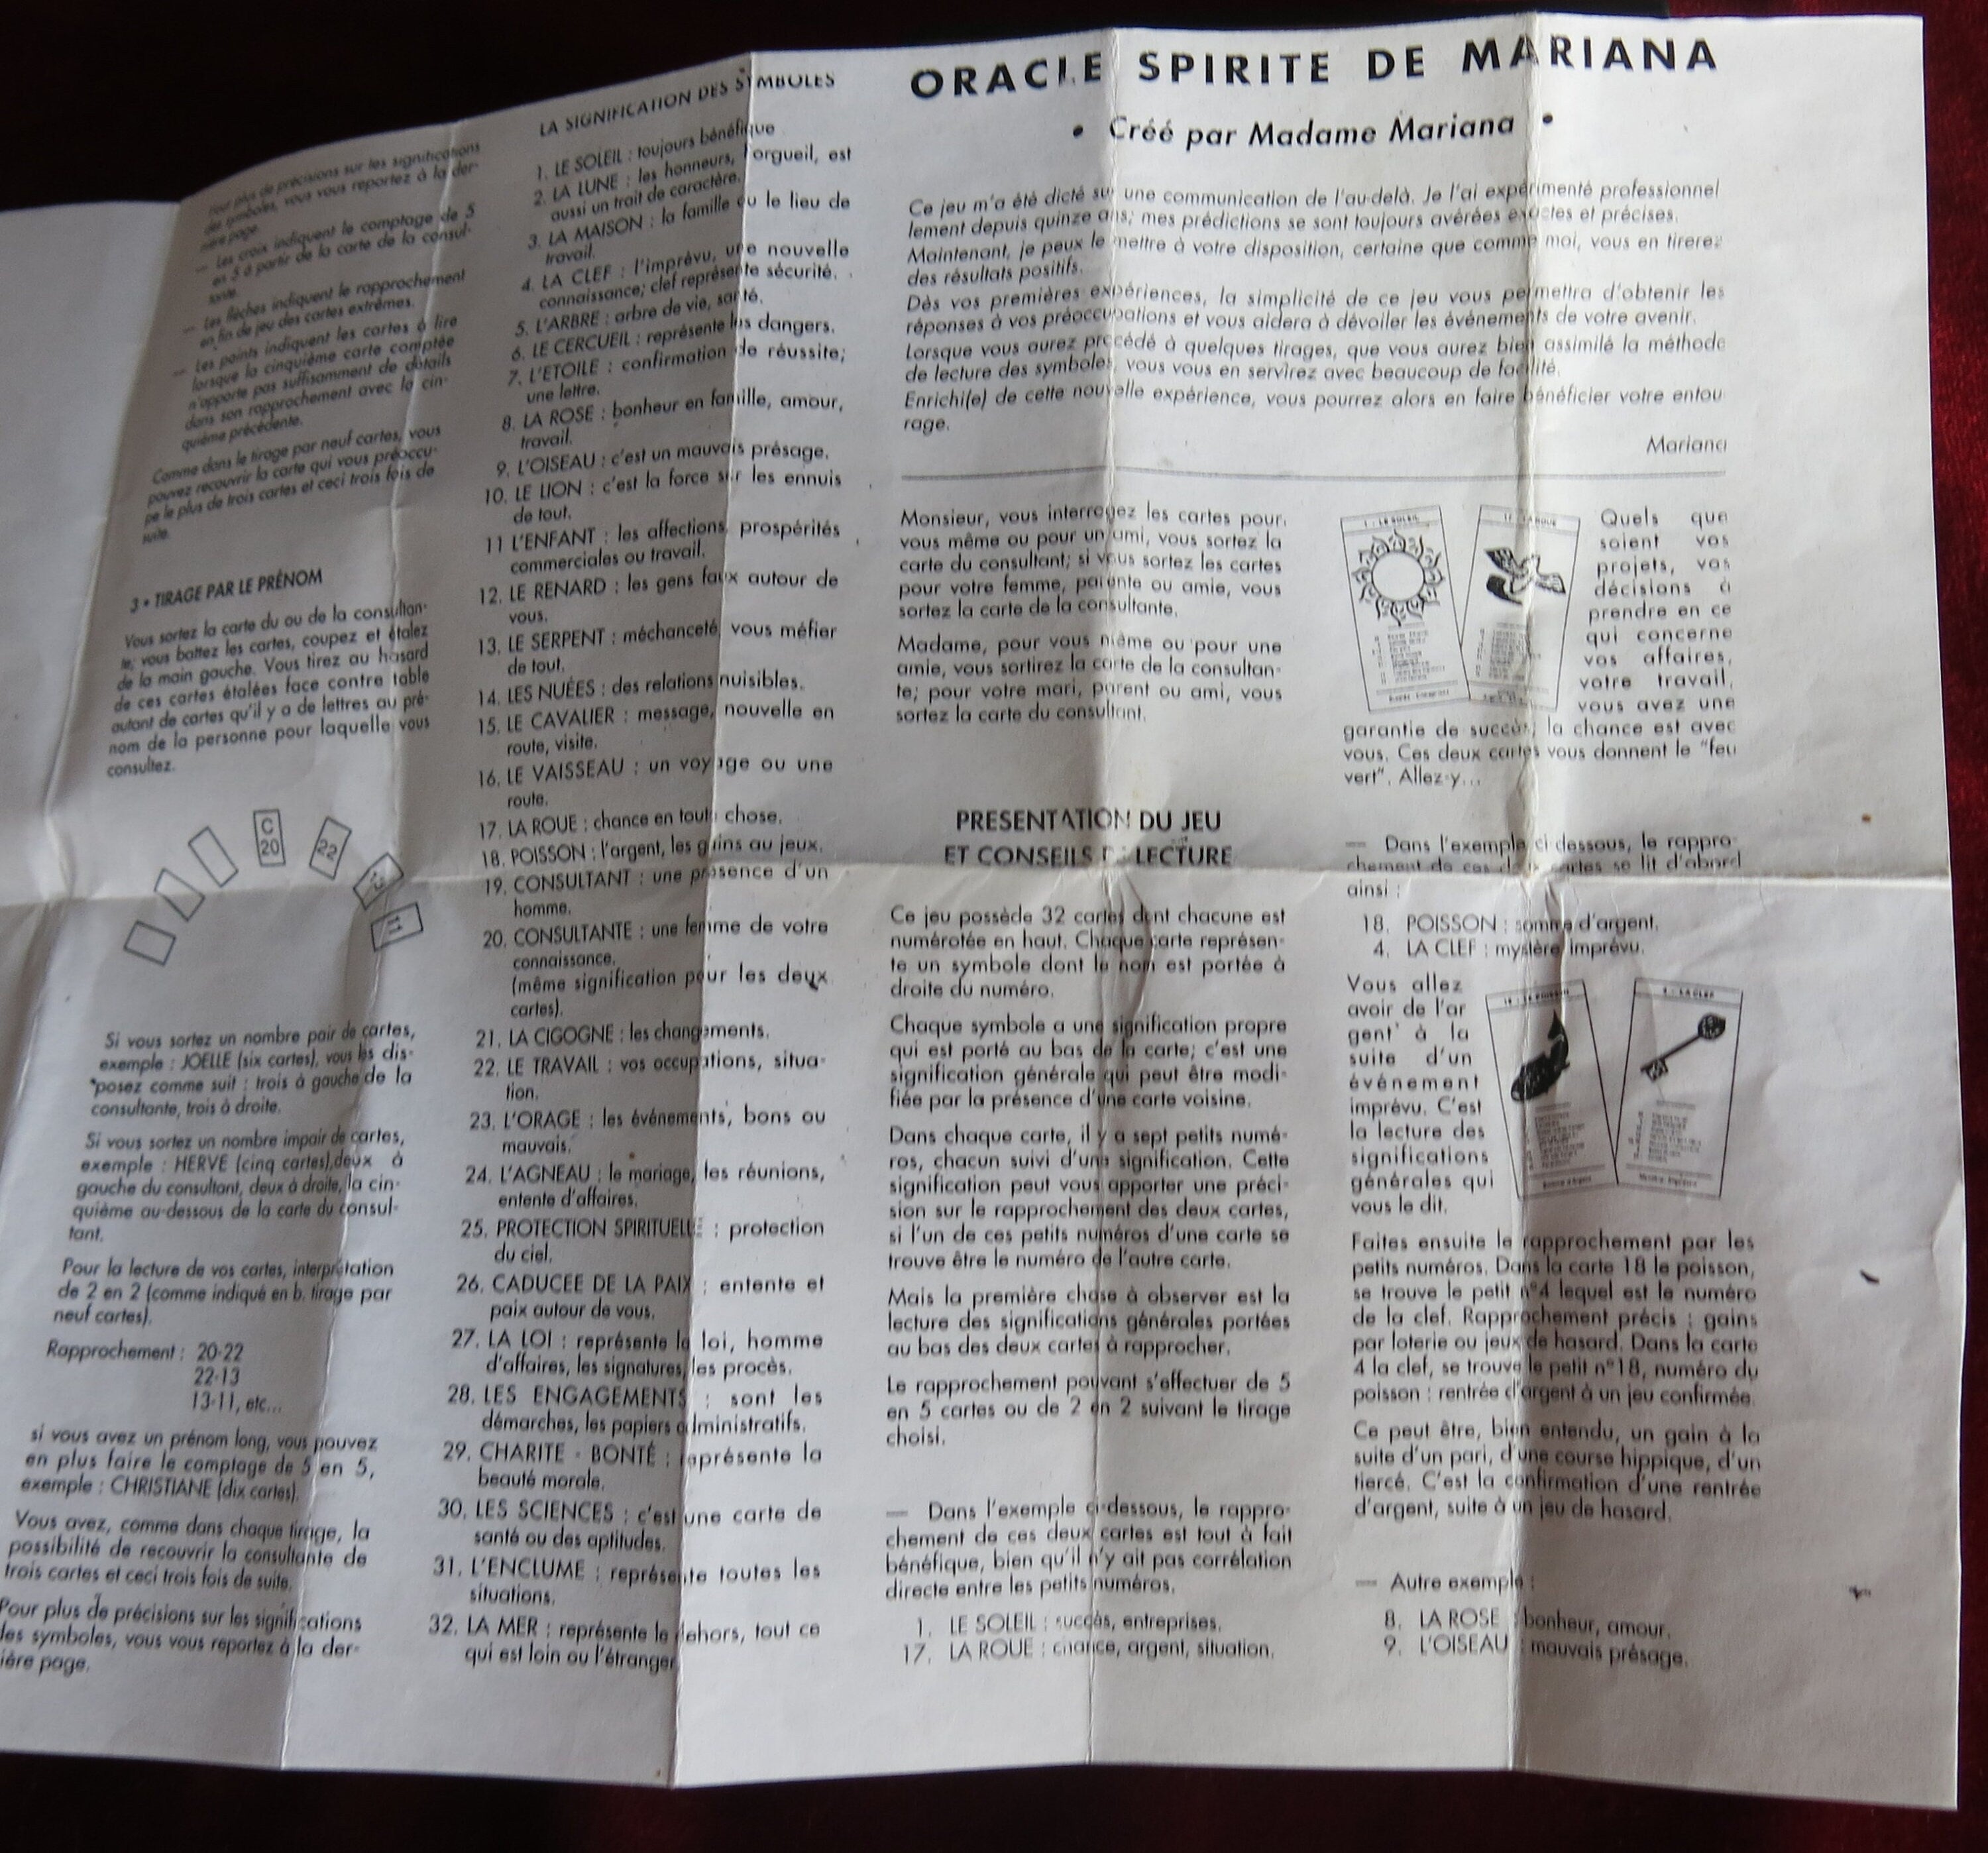 Pour plus de précisions sur les significations
des symboles, vous vous reportez à la der-
nière page.
— Les croix indiquent le comptage de 5
en 5 à partir de la carte de la consul-
tante.
— Les flèches indiquent le rapprochement
en fin de jeu des cartes extrêmes.
— Les points indiquent les cartes à lire
lorsque la cinquième carte comptée
n'apporte pas suffisamment de détails
dans son rapprochement avec la cin-
quième précédente.
Comme dans le tirage par neuf cartes, vous
pouvez recouvrir la carte qui vous préoccu-
pe le plus de trois cartes et ceci trois fois de
suite.
3 • TIRAGE PAR LE PRÉNOM
Vous sortez la carte du ou de la consultan-
te; vous battez les cartes, coupez et étalez
de la main gauche. Vous tirez au hasard
de ces cartes étalées face contre table
autant de cartes qu'il y a de lettres au pré-
nom de la personne pour laquelle vous
consultez.
C
20
22
13
11
Si vous sortez un nombre pair de cartes,
exemple : JOELLE (six cartes), vous les dis-
posez comme suit : trois à gauche de la
consultante, trois à droite.
Si vous sortez un nombre impair de cartes,
exemple : HERVE (cinq cartes),deux à
gauche du consultant, deux à droite, la cin-
quième au-dessous de la carte du consul-
tant.
Pour la lecture de vos cartes, interprétation
de 2 en 2 (comme indiqué en b. tirage par
neuf cartes).
Rapprochement : 20-22
22-13
13-11, etc...
si vous avez un prénom long, vous pouvez
en plus faire le comptage de 5 en 5,
exemple : CHRISTIANE (dix cartes).
Vous avez, comme dans chaque tirage, la
possibilité de recouvrir la consultante de
trois cartes et ceci trois fois de suite.
Pour plus de précisions sur les significations
des symboles, vous vous reportez à la der-
ière page.
LA SIGNIFICATION DES SYMBOLES
1. LE SOLEIL : toujours bénéfique
2. LA LUNE : les honneurs, l'orgueil, est
aussi un trait de caractère.
3. LA MAISON : la famille ou le lieu de
travail.
4. LA CLEF : l'imprévu, une nouvelle
connaissance; clef représente sécurité.
5. L'ARBRE : arbre de vie, santé.
6. LE CERCUEIL : représente les dangers.
7. L'ETOILE : confirmation de réussite;
une lettre.
8. LA ROSE : bonheur en famille, amour,
travail.
9. L'OISEAU : c'est un mauvais présage.
10. LE LION : c'est la force sur les ennuis
de tout.
11 L'ENFANT : les affections, prospérités
commerciales ou travail.
12. LE RENARD : les gens faux autour de
vous.
13. LE SERPENT : méchanceté, vous méfier
de tout.
14. LES NUÉES : des relations nuisibles.
15. LE CAVALIER : message, nouvelle en
route, visite.
16. LE VAISSEAU : un voyage ou une
route.
17. LA ROUE : chance en toute chose.
18. POISSON : l'argent, les gains au jeux.
19. CONSULTANT : une présence d'un
homme.
20. CONSULTANTE : une femme de votre
connaissance.
(même signification pour les deux
cartes).
21. LA CIGOGNE : les changements.
22. LE TRAVAIL : vos occupations, situa-
tion.
23. L'ORAGE : les événements, bons ou
mauvais.
24. L'AGNEAU : le mariage, les réunions,
entente d'affaires.
25. PROTECTION SPIRITUELLE : protection
du ciel.
26. CADUCEE DE LA PAIX : entente et
paix autour de vous.
27. LA LOI : représente la loi, homme
d'affaires, les signatures, les procès.
28. LES ENGAGEMENTS : sont les
démarches, les papiers administratifs.
29. CHARITE - BONTÉ : représente la
beauté morale.
30. LES SCIENCES : c'est une carte de
santé ou des aptitudes.
31. L'ENCLUME : représente toutes les
situations.
32. LA MER : représente le dehors, tout ce
qui est loin ou l'étranger
ORACLE SPIRITE DE MARIANA
• Créé par Madame Mariana •
Ce jeu m'a été dicté sur une communication de l'au-delà. Je l'ai expérimenté professionnel
lement depuis quinze ans; mes prédictions se sont toujours avérées exactes et précises.
Maintenant, je peux le mettre à votre disposition, certaine que comme moi, vous en tirerez
des résultats positifs.
Dès vos premières expériences, la simplicité de ce jeu vous permettra d'obtenir les
réponses à vos préoccupations et vous aidera à dévoiler les événements de votre avenir.
Lorsque vous aurez procédé à quelques tirages, que vous aurez bien assimilé la méthode
de lecture des symboles, vous vous en servirez avec beaucoup de facilité.
Enrichi(e) de cette nouvelle expérience, vous pourrez alors en faire bénéficier votre entou
rage.
Mariana
Monsieur, vous interrogez les cartes pour
vous même ou pour un ami, vous sortez la
carte du consultant; si vous sortez les cartes
pour votre femme, parente ou amie, vous
sortez la carte de la consultante.
Madame, pour vous même ou pour une
amie, vous sortirez la carte de la consultan-
te; pour votre mari, parent ou ami, vous
sortez la carte du consultant.
PRESENTATION DU JEU
ET CONSEILS DE LECTURE
Ce jeu possède 32 cartes dont chacune est
numérotée en haut. Chaque carte représen-
te un symbole dont le nom est portée à
droite du numéro.
Chaque symbole a une signification propre
qui est porté au bas de la carte; c'est une
signification générale qui peut être modi-
fiée par la présence d'une carte voisine.
Dans chaque carte, il y a sept petits numé-
ros, chacun suivi d'une signification. Cette
signification peut vous apporter une préci-
sion sur le rapprochement des deux cartes,
si l'un de ces petits numéros d'une carte se
trouve être le numéro de l'autre carte.
Mais la première chose à observer est la
lecture des significations générales portées
au bas des deux cartes à rapprocher.
Le rapprochement pouvant s'effectuer de 5
en 5 cartes ou de 2 en 2 suivant le tirage
choisi.
— Dans l'exemple ci-dessous, le rappro-
chement de ces deux cartes est tout à fait
bénéfique, bien qu'il n'y ait pas corrélation
directe entre les petits numéros.
1. LE SOLEIL : succès, entreprises.
17. LA ROUE : chance, argent, situation.
1 - LE SOLEIL
17 - LA ROUE
Quels que
soient vos
projets, vos
décisions à
prendre en ce
qui concerne
vos affaires,
votre travail,
vous avez une
garantie de succès, la chance est avec
vous. Ces deux cartes vous donnent le "feu
vert". Allez-y...
— Dans l'exemple ci dessous, le rappro-
chement de ces deux cartes se lit d'abord
ainsi :
18. POISSON : somme d'argent.
4. LA CLEF : mystère imprévu.
Vous allez
avoir de l'ar
gent' à la
suite d'un
événement
imprévu. C'est
la lecture des
significations
générales qui
vous le dit.
18 - LE POISSON
4 - LA CLEF
Faites ensuite le rapprochement par les
petits numéros. Dans la carte 18 le poisson,
se trouve le petit n°4 lequel est le numéro
de la clef. Rapprochement précis : gains
par loterie ou jeux de hasard. Dans la carte
4 la clef, se trouve le petit n°18, numéro du
poisson : rentrée d'argent à un jeu confirmée.
Ce peut être, bien entendu, un gain à la
suite d'un pari, d'une course hippique, d'un
tiercé. C'est la confirmation d'une rentrée
d'argent, suite à un jeu de hasard.
— Autre exemple :
8. LA ROSE : bonheur, amour.
9. L'OISEAU : mauvais présage.